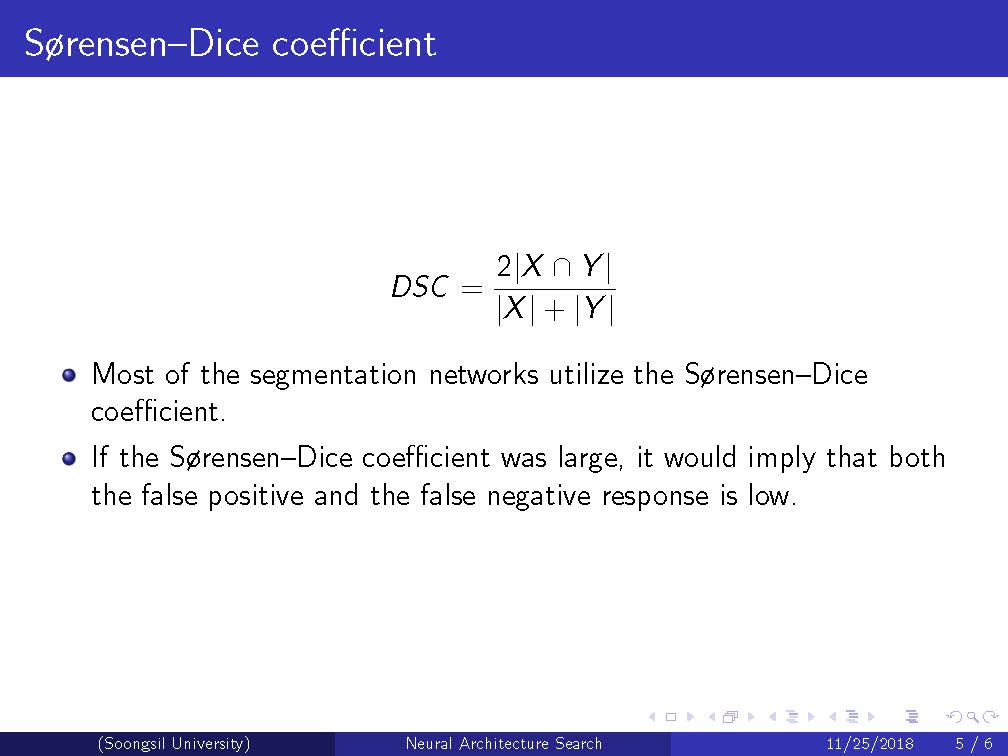 Sørensen–Dice coefficient
DSC = 2|X ∩ Y| / |X| + |Y|
Most of the segmentation networks utilize the Sørensen–Dice
coefficient.
If the Sørensen–Dice coefficient was large, it would imply that both
the false positive and the false negative response is low.
(Soongsil University) Neural Architecture Search 11/25/2018 5 / 6